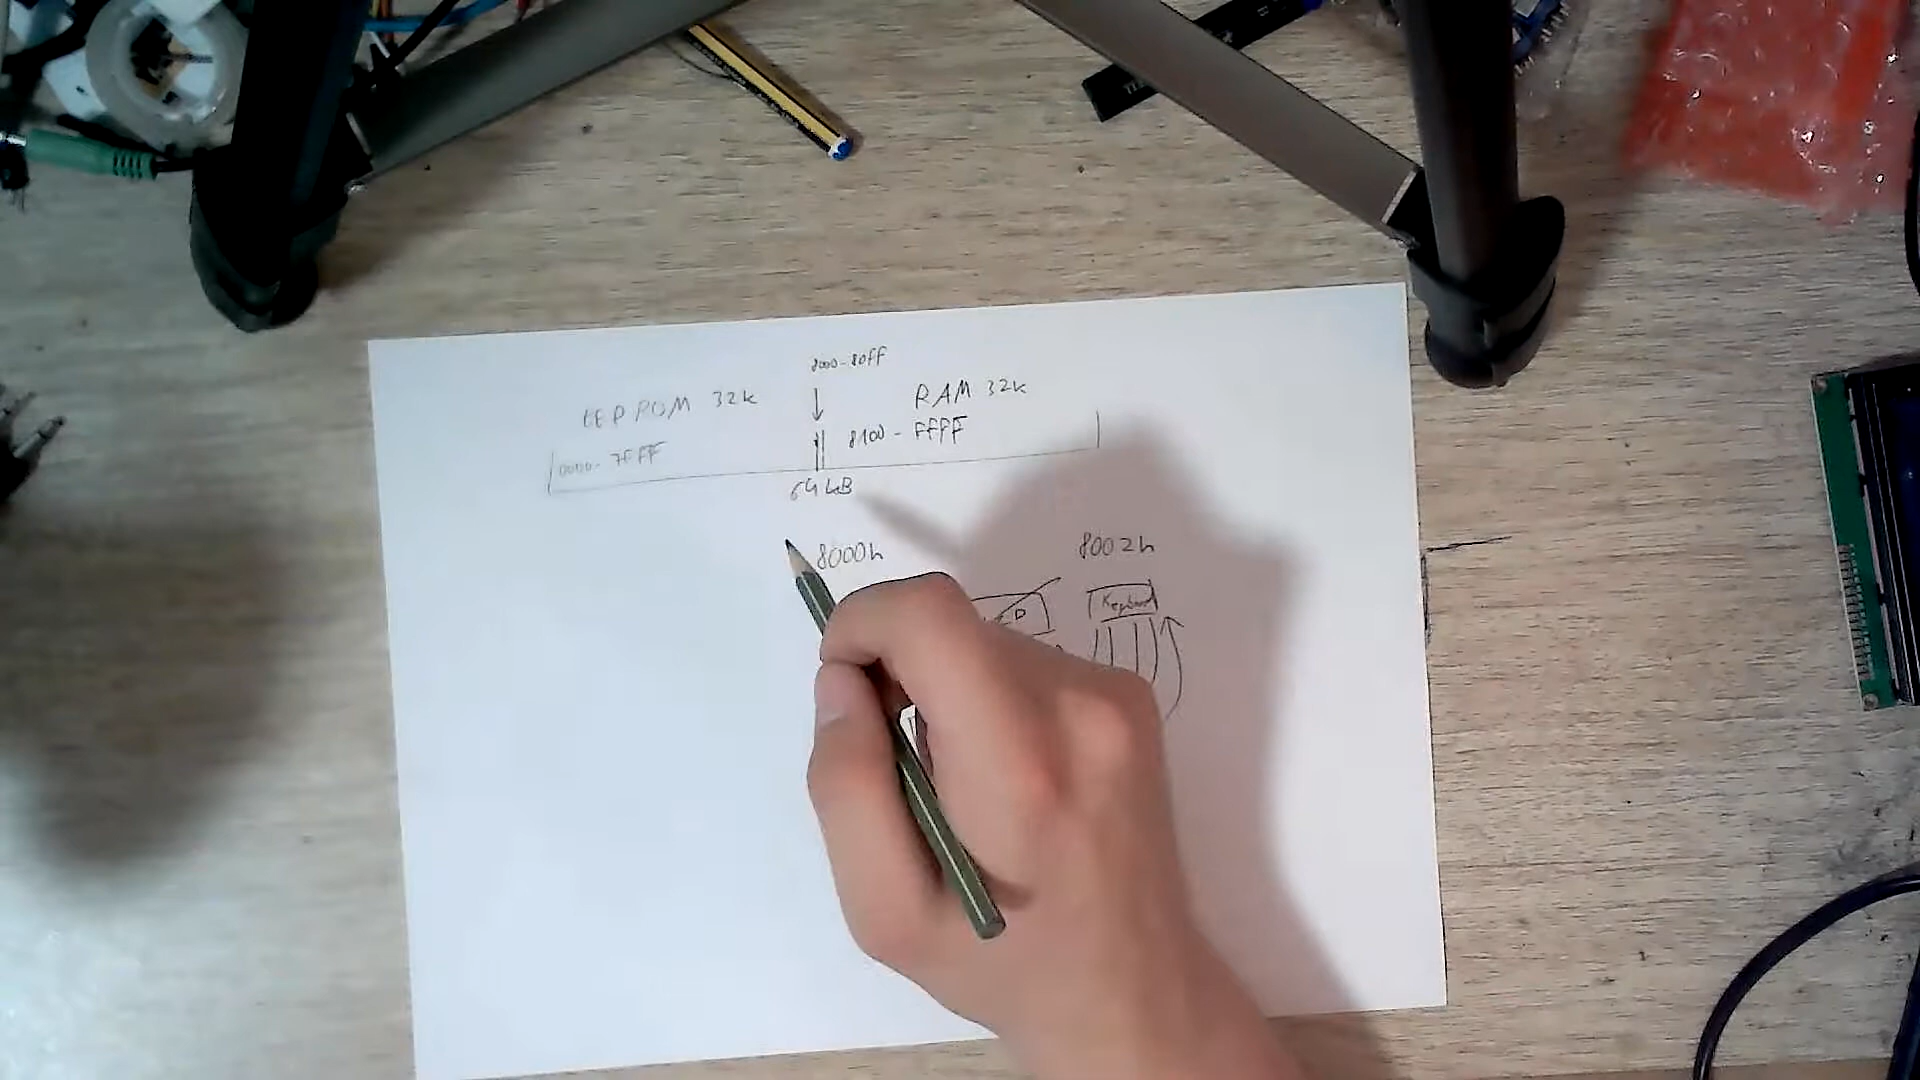 8000-80FF
EEPROM 32k
RAM 32k
0000-7FFF
8100-FFFF
64kB
8000h
8002h
Keyboard